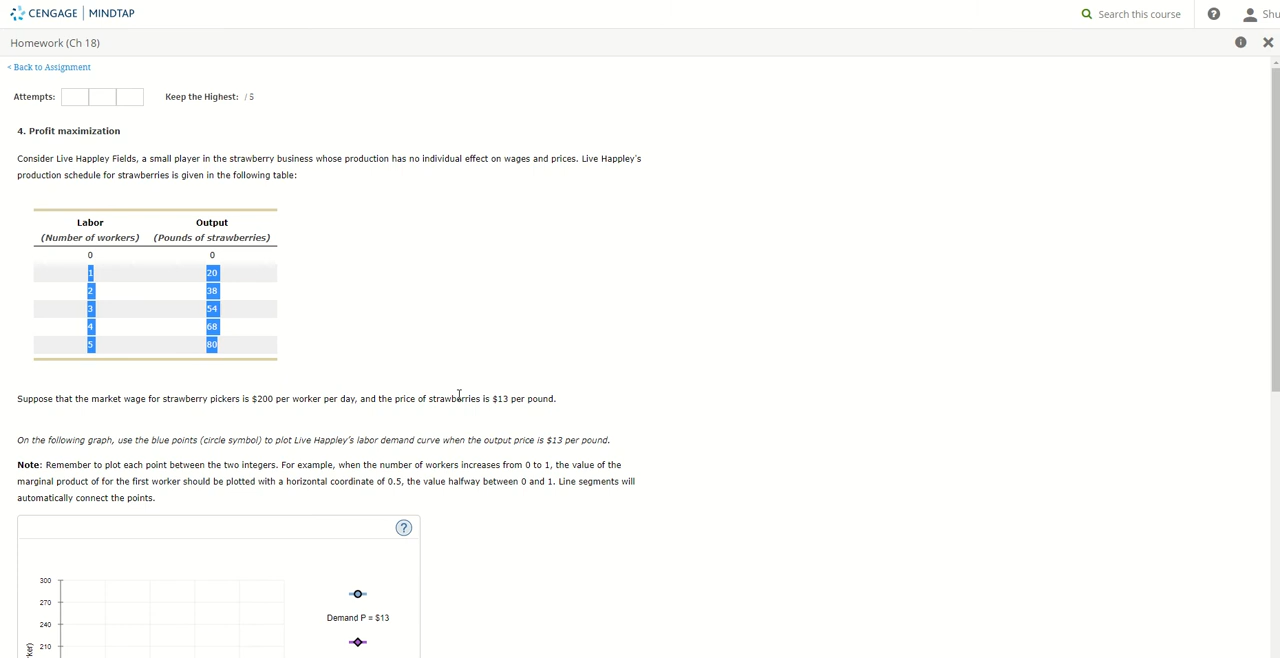 CENGAGE | MINDTAP
Search this course
Shu
Homework (Ch 18)
< Back to Assignment
Attempts:
Keep the Highest: / 5
4. Profit maximization
Consider Live Happley Fields, a small player in the strawberry business whose production has no individual effect on wages and prices. Live Happley's
production schedule for strawberries is given in the following table:
Labor Output
(Number of workers) (Pounds of strawberries)
0 0
1 20
2 38
3 54
4 68
5 80
Suppose that the market wage for strawberry pickers is $200 per worker per day, and the price of strawberries is $13 per pound.
On the following graph, use the blue points (circle symbol) to plot Live Happley's labor demand curve when the output price is $13 per pound.
Note: Remember to plot each point between the two integers. For example, when the number of workers increases from 0 to 1, the value of the
marginal product of for the first worker should be plotted with a horizontal coordinate of 0.5, the value halfway between 0 and 1. Line segments will
automatically connect the points.
?
300
270
Demand P = $13
240
210